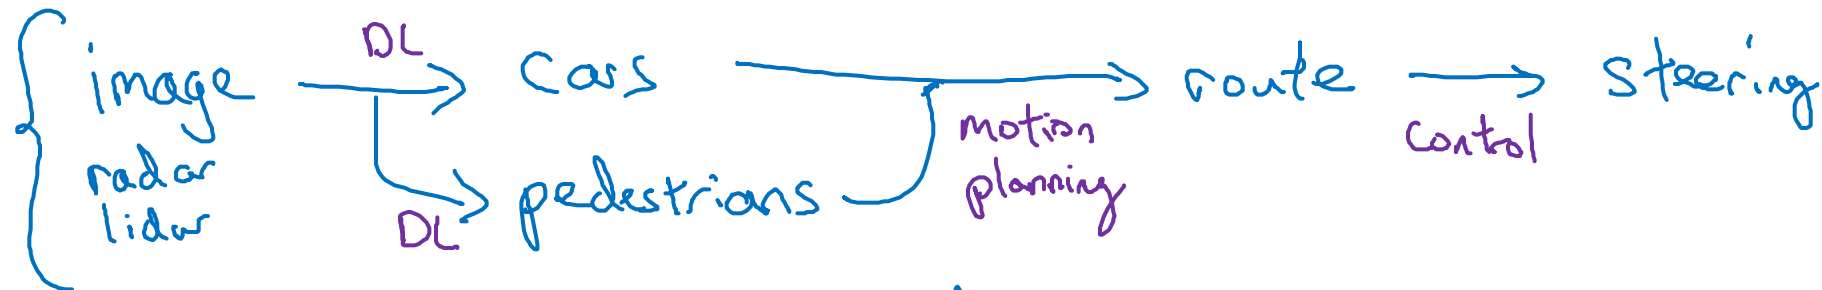 DL
image
cars
route
steering
radar
lidar
motion
planning
control
DL
pedestrians